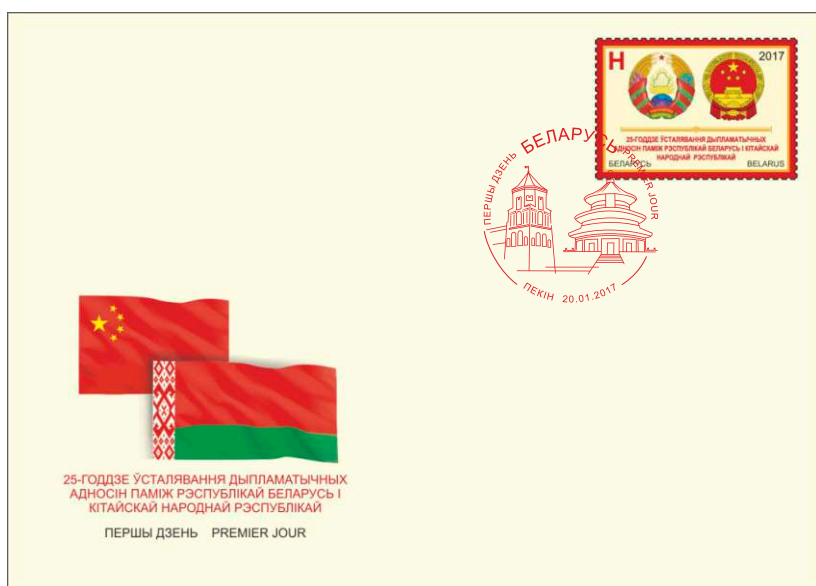 Н
2017
25-ГОДДЗЕ ЎСТАЛЯВАННЯ ДЫПЛАМАТЫЧНЫХ
АДНОСІН ПАМІЖ РЭСПУБЛІКАЙ БЕЛАРУСЬ І КІТАЙСКАЙ
НАРОДНАЙ РЭСПУБЛІКАЙ
БЕЛАРУСЬ BELARUS
ПЕРШЫ ДЗЕНЬ БЕЛАРУСЬ PREMIER JOUR
ПЕКІН 20.01.2017
25-ГОДДЗЕ ЎСТАЛЯВАННЯ ДЫПЛАМАТЫЧНЫХ
АДНОСІН ПАМІЖ РЭСПУБЛІКАЙ БЕЛАРУСЬ І
КІТАЙСКАЙ НАРОДНАЙ РЭСПУБЛІКАЙ
ПЕРШЫ ДЗЕНЬ PREMIER JOUR